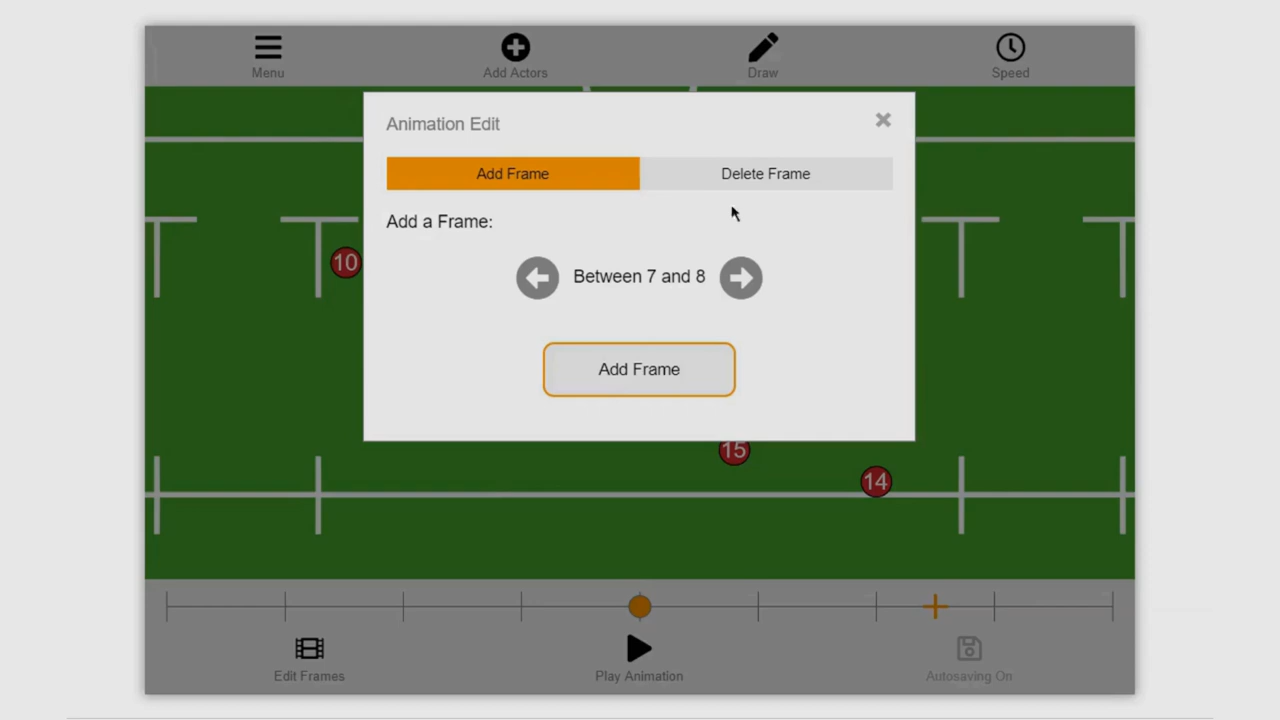 Menu
Add Actors
Draw
Speed
Animation Edit
Add Frame
Delete Frame
Add a Frame:
Between 7 and 8
Add Frame
10
15
14
Edit Frames
Play Animation
Autosaving On